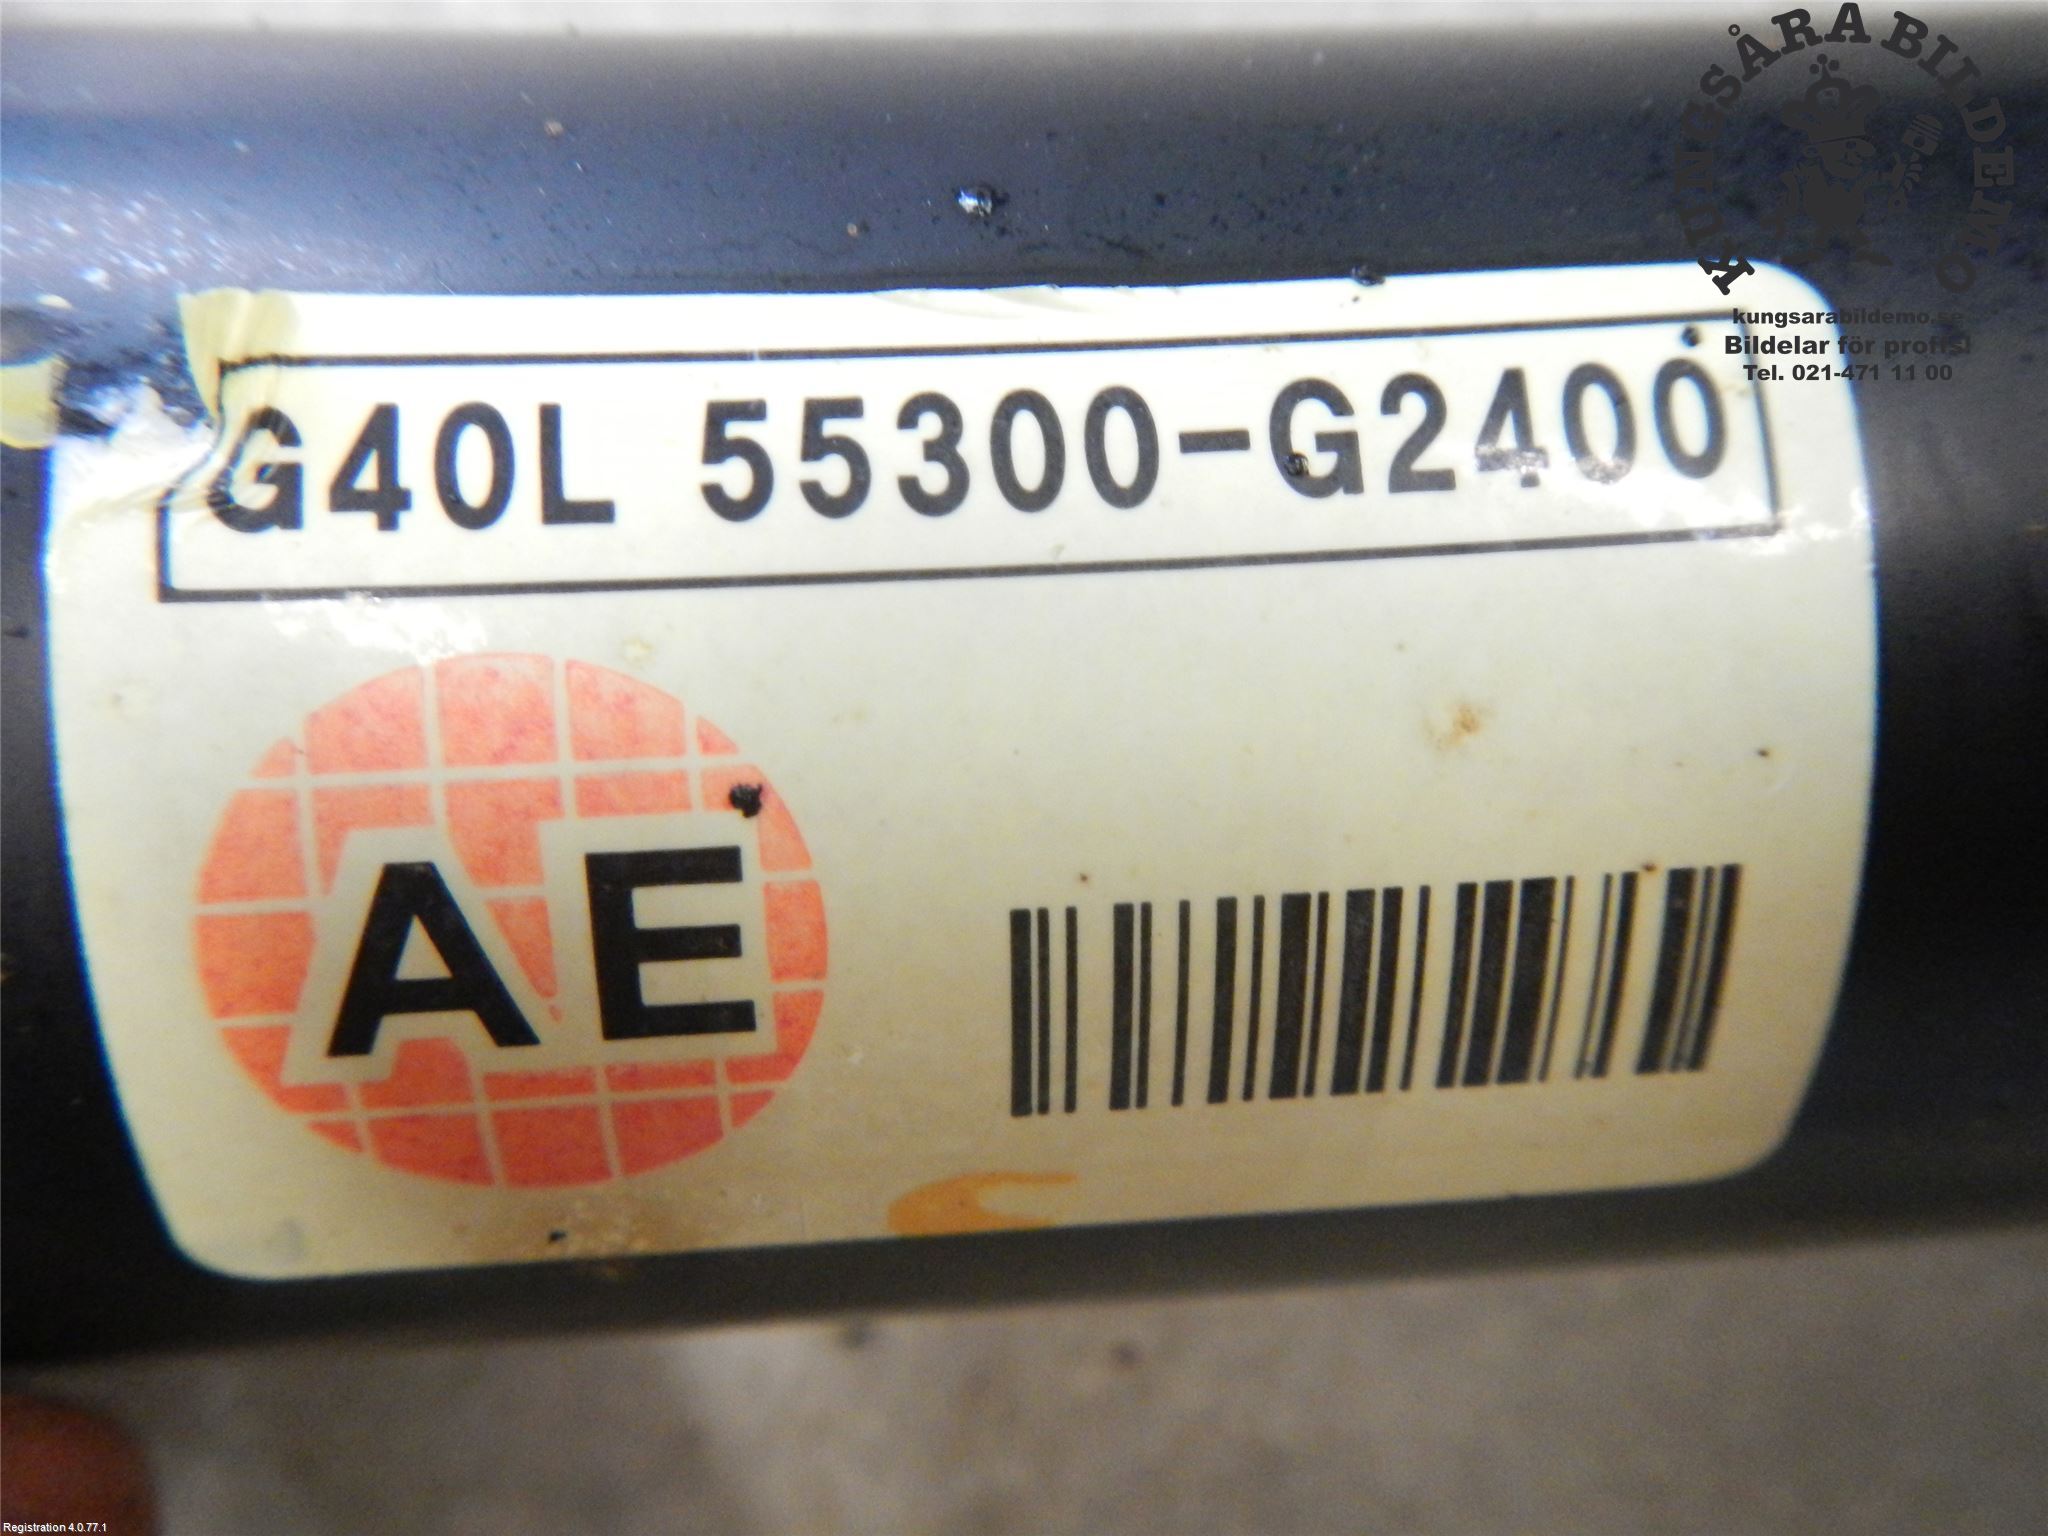 KUNGSÅRA BILDEMO
kungsarabildemo.se
Bildelar för proffs!
Tel. 021-471 11 00
G40L 55300-G2400
AE
Registration 4.0.77.1